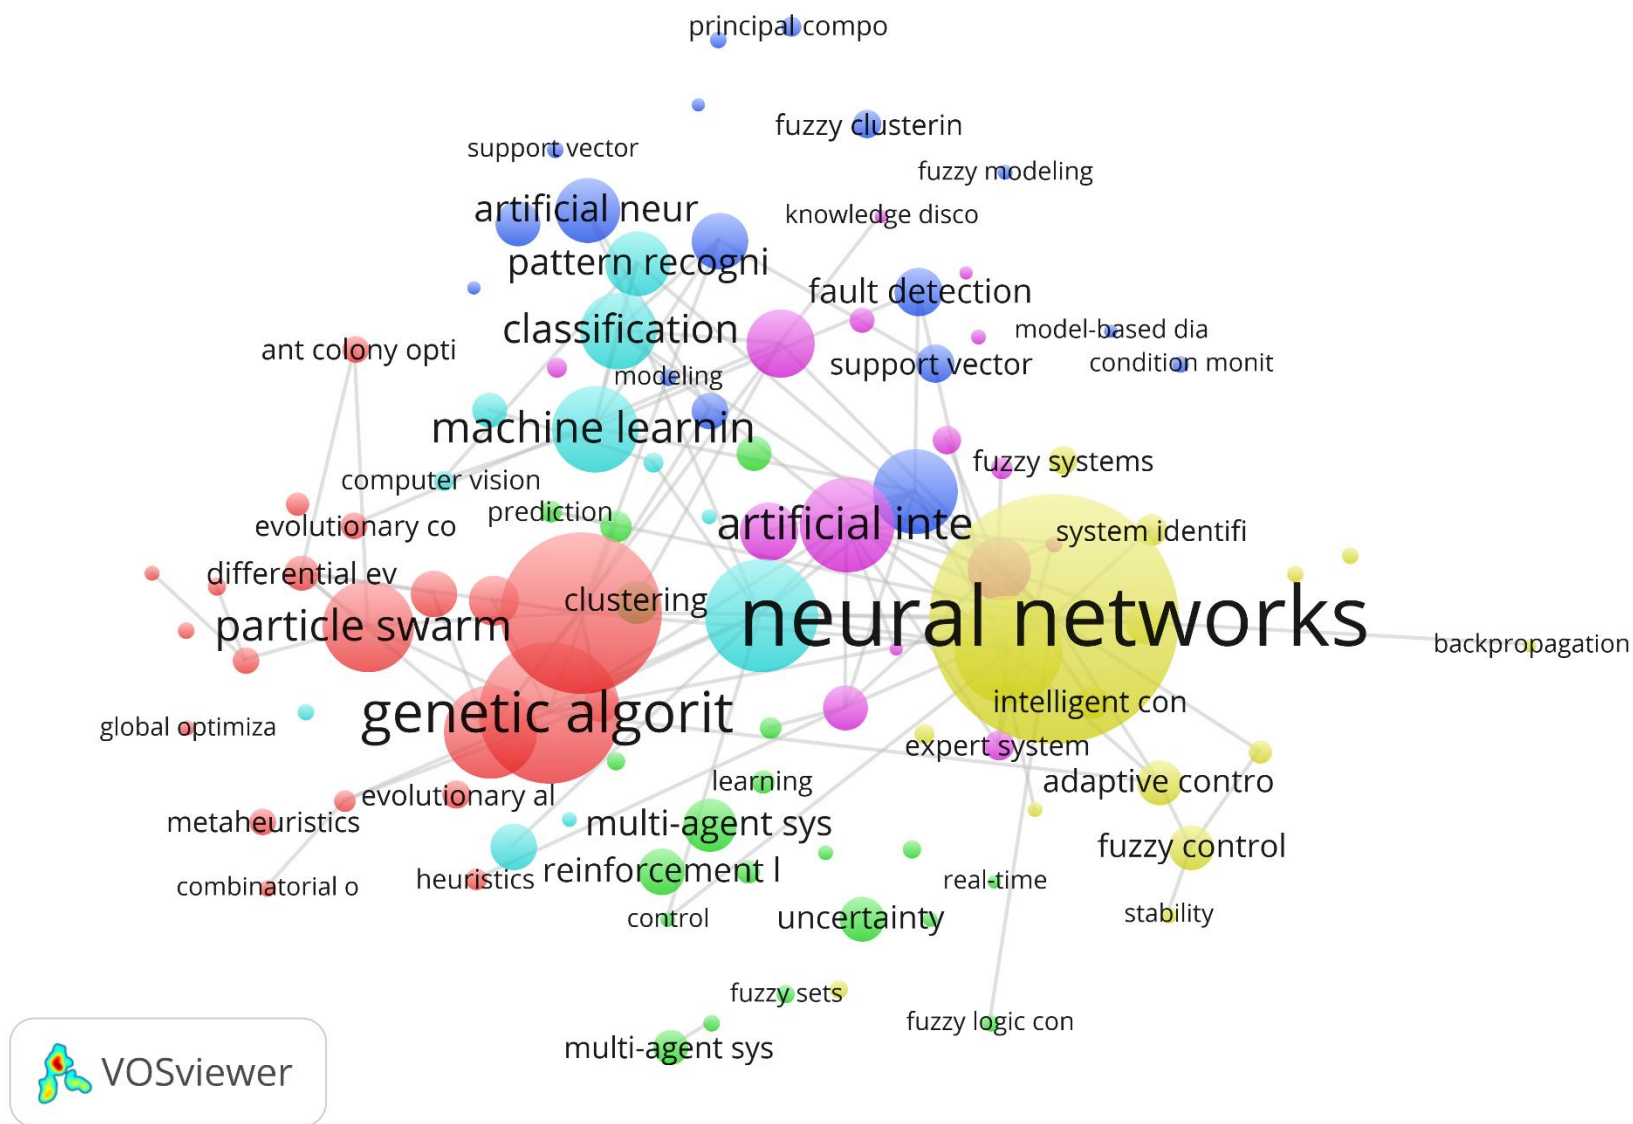 principal compo
fuzzy clusterin
support vector
fuzzy modeling
artificial neur
knowledge disco
pattern recogni
fault detection
classification
model-based dia
ant colony opti
support vector
condition monit
modeling
machine learnin
fuzzy systems
computer vision
prediction
evolutionary co
artificial inte
system identifi
differential ev
clustering
neural networks
particle swarm
backpropagation
intelligent con
genetic algorit
global optimiza
expert system
learning
adaptive contro
evolutionary al
metaheuristics
multi-agent sys
fuzzy control
reinforcement l
heuristics
real-time
combinatorial o
control
uncertainty
stability
fuzzy sets
fuzzy logic con
multi-agent sys
VOSviewer